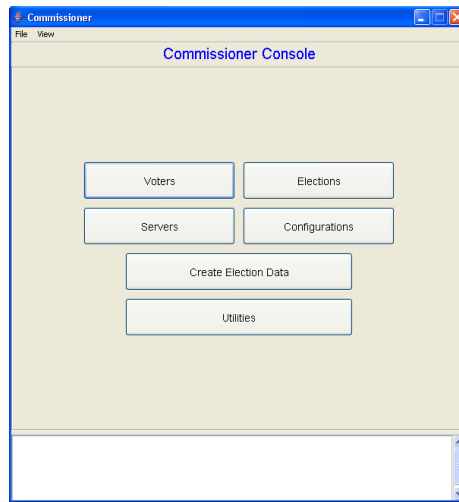 Commissioner
File View
Commissioner Console
Voters Elections
Servers Configurations
Create Election Data
Utilities